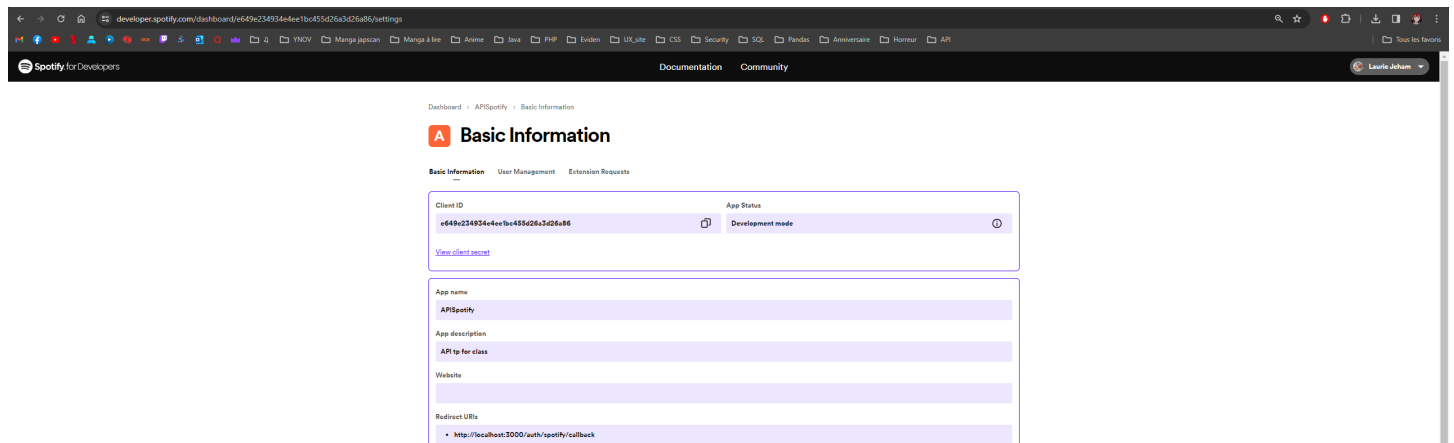 developer.spotify.com/dashboard/e649e234934e4ee1bc455d26a3d26a86/settings
YNOV Manga japscan Manga à lire Anime Java PHP Eviden UX_site CSS Security SQL Pandas Anniversaire Horreur API Tous les favoris
Spotify for Developers Documentation Community Laurie Jeham
Dashboard › APISpotify › Basic Information
A Basic Information
Basic Information User Management Extension Requests
Client ID App Status
e649e234934e4ee1bc455d26a3d26a86 Development mode
View client secret
App name
APISpotify
App description
API tp for class
Website
Redirect URIs
• http://localhost:3000/auth/spotify/callback